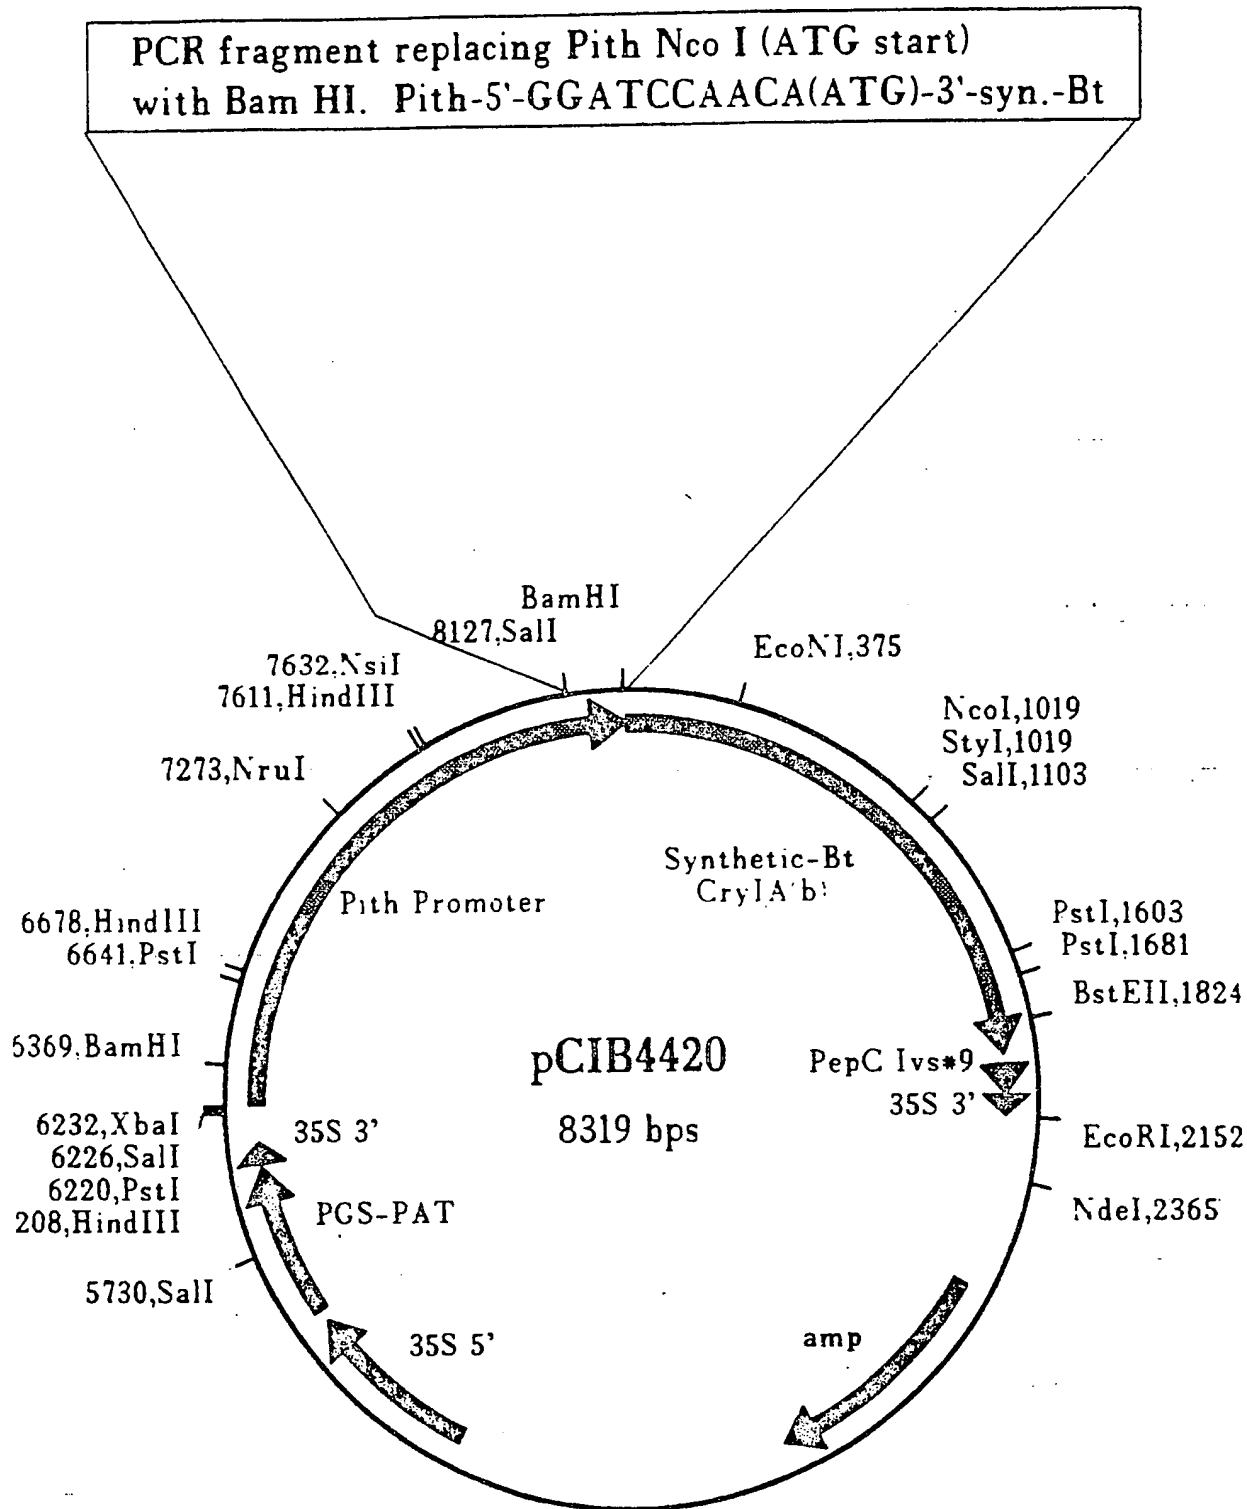 PCR fragment replacing Pith Nco I (ATG start)
with Bam HI. Pith-5'-GGATCCAACA(ATG)-3'-syn.-Bt
BamHI
8127,SalI
7632,NsiI
7611,HindIII
7273,NruI
6678,HindIII
6641,PstI
6369,BamHI
6232,XbaI
6226,SalI
6220,PstI
208,HindIII
5730,SalI
EcoNI,375
NcoI,1019
StyI,1019
SalI,1103
PstI,1603
PstI,1681
BstEII,1824
EcoRI,2152
NdeI,2365
Pith Promoter
Synthetic-Bt
CryIA(b)
PepC Ivs#9
35S 3'
pCIB4420
8319 bps
35S 3'
PGS-PAT
35S 5'
amp